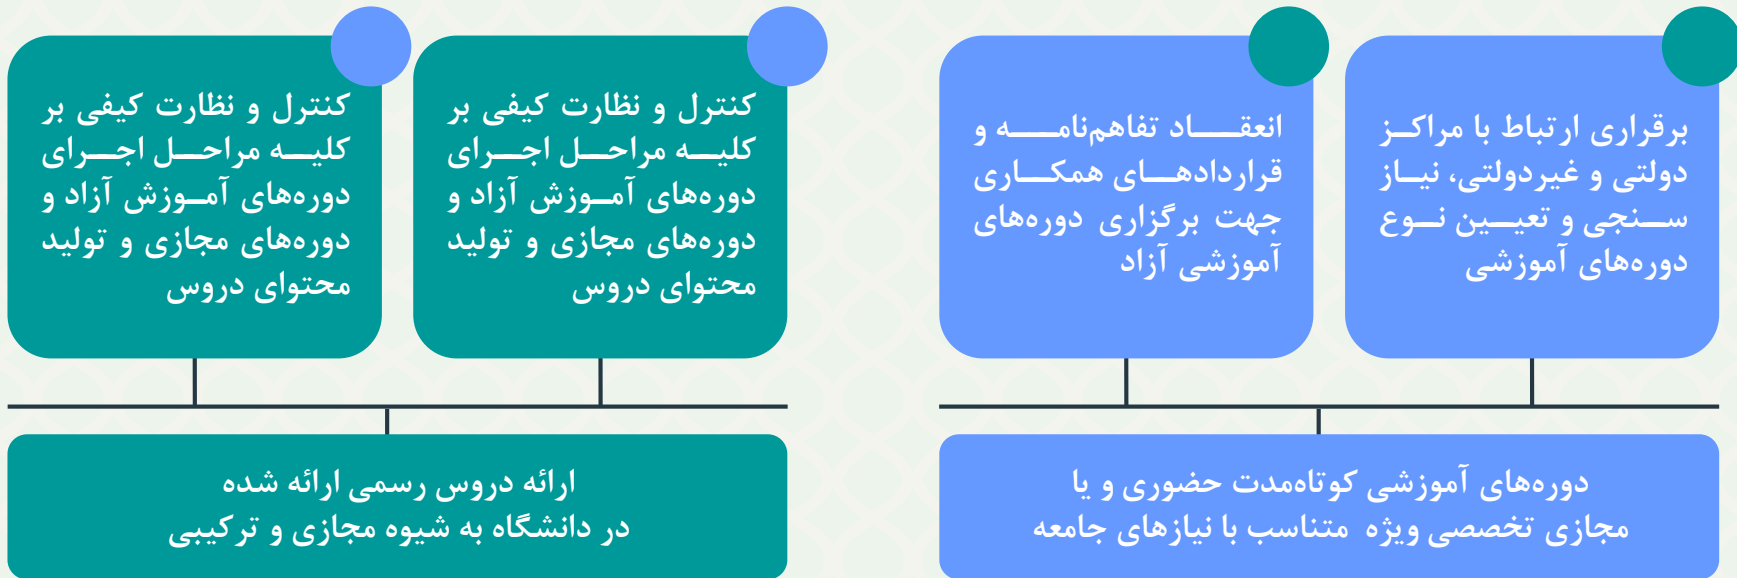 برقراری ارتباط با مراکز
دولتی و غیردولتی، نیاز
سنجی و تعیین نوع
دوره‌های آموزشی
انعقاد تفاهم‌نامه و
قراردادهای همکاری
جهت برگزاری دوره‌های
آموزشی آزاد
دوره‌های آموزشی کوتاه‌مدت حضوری و یا
مجازی تخصصی ویژه متناسب با نیازهای جامعه
کنترل و نظارت کیفی بر
کلیه مراحل اجرای
دوره‌های آموزش آزاد و
دوره‌های مجازی و تولید
محتوای دروس
کنترل و نظارت کیفی بر
کلیه مراحل اجرای
دوره‌های آموزش آزاد و
دوره‌های مجازی و تولید
محتوای دروس
ارائه دروس رسمی ارائه شده
در دانشگاه به شیوه مجازی و ترکیبی